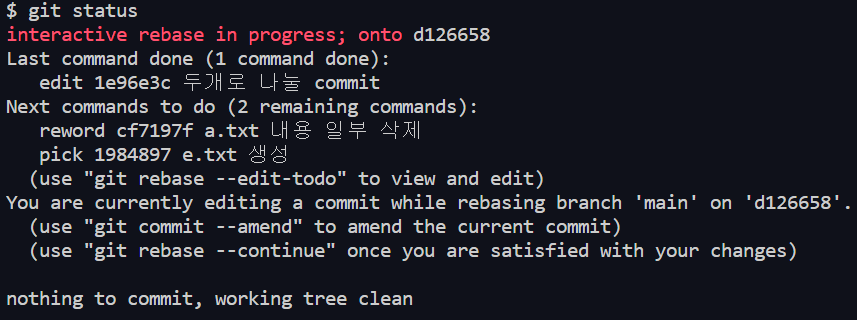 $ git status
interactive rebase in progress; onto d126658
Last command done (1 command done):
   edit 1e96e3c 두개로 나눌 commit
Next commands to do (2 remaining commands):
   reword cf7197f a.txt 내용 일부 삭제
   pick 1984897 e.txt 생성
  (use "git rebase --edit-todo" to view and edit)
You are currently editing a commit while rebasing branch 'main' on 'd126658'.
  (use "git commit --amend" to amend the current commit)
  (use "git rebase --continue" once you are satisfied with your changes)
nothing to commit, working tree clean